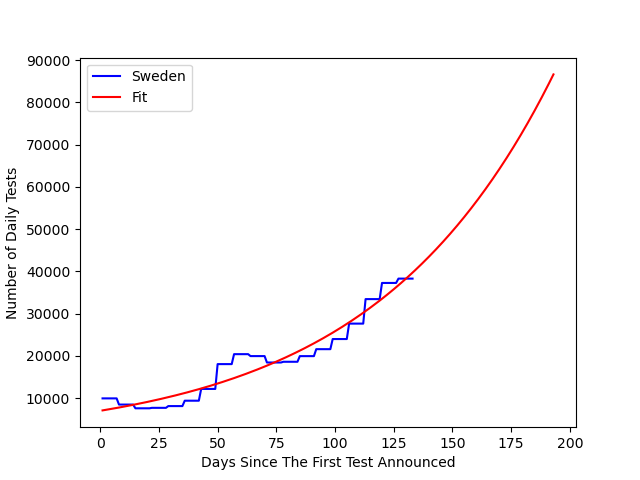 Sweden
Fit
90000
80000
70000
60000
50000
40000
30000
20000
10000
Number of Daily Tests
0 25 50 75 100 125 150 175 200
Days Since The First Test Announced